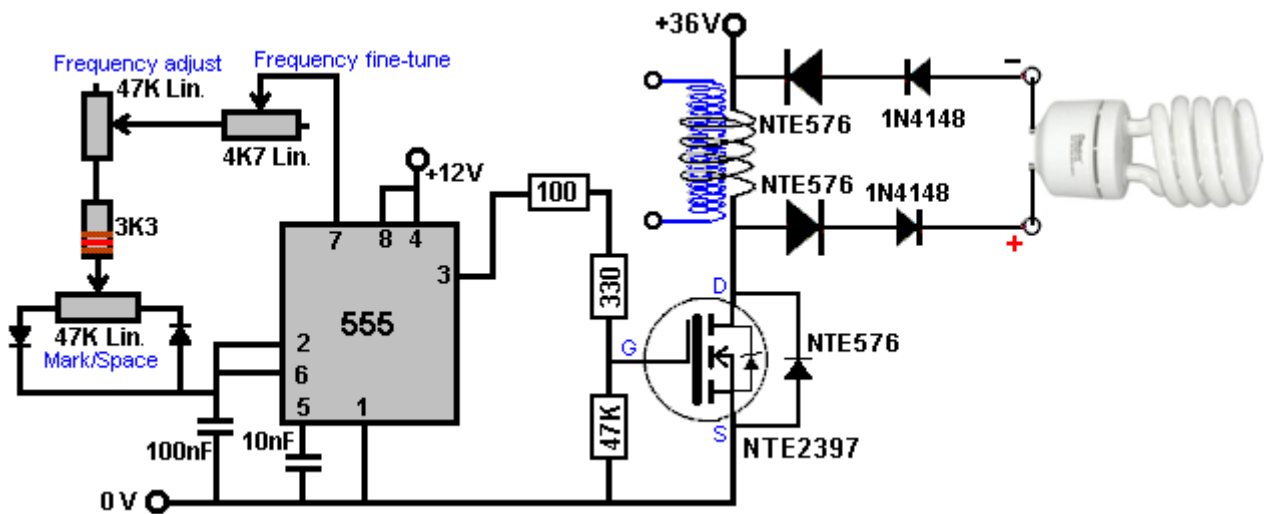 Frequency adjust
47K Lin.
Frequency fine-tune
4K7 Lin.
3K3
47K Lin.
Mark/Space
+12V
7
8
4
3
555
2
6
5
1
100nF
10nF
0 V
100
330
47K
+36V
NTE576
1N4148
-
NTE576
1N4148
+
D
G
S
NTE576
NTE2397